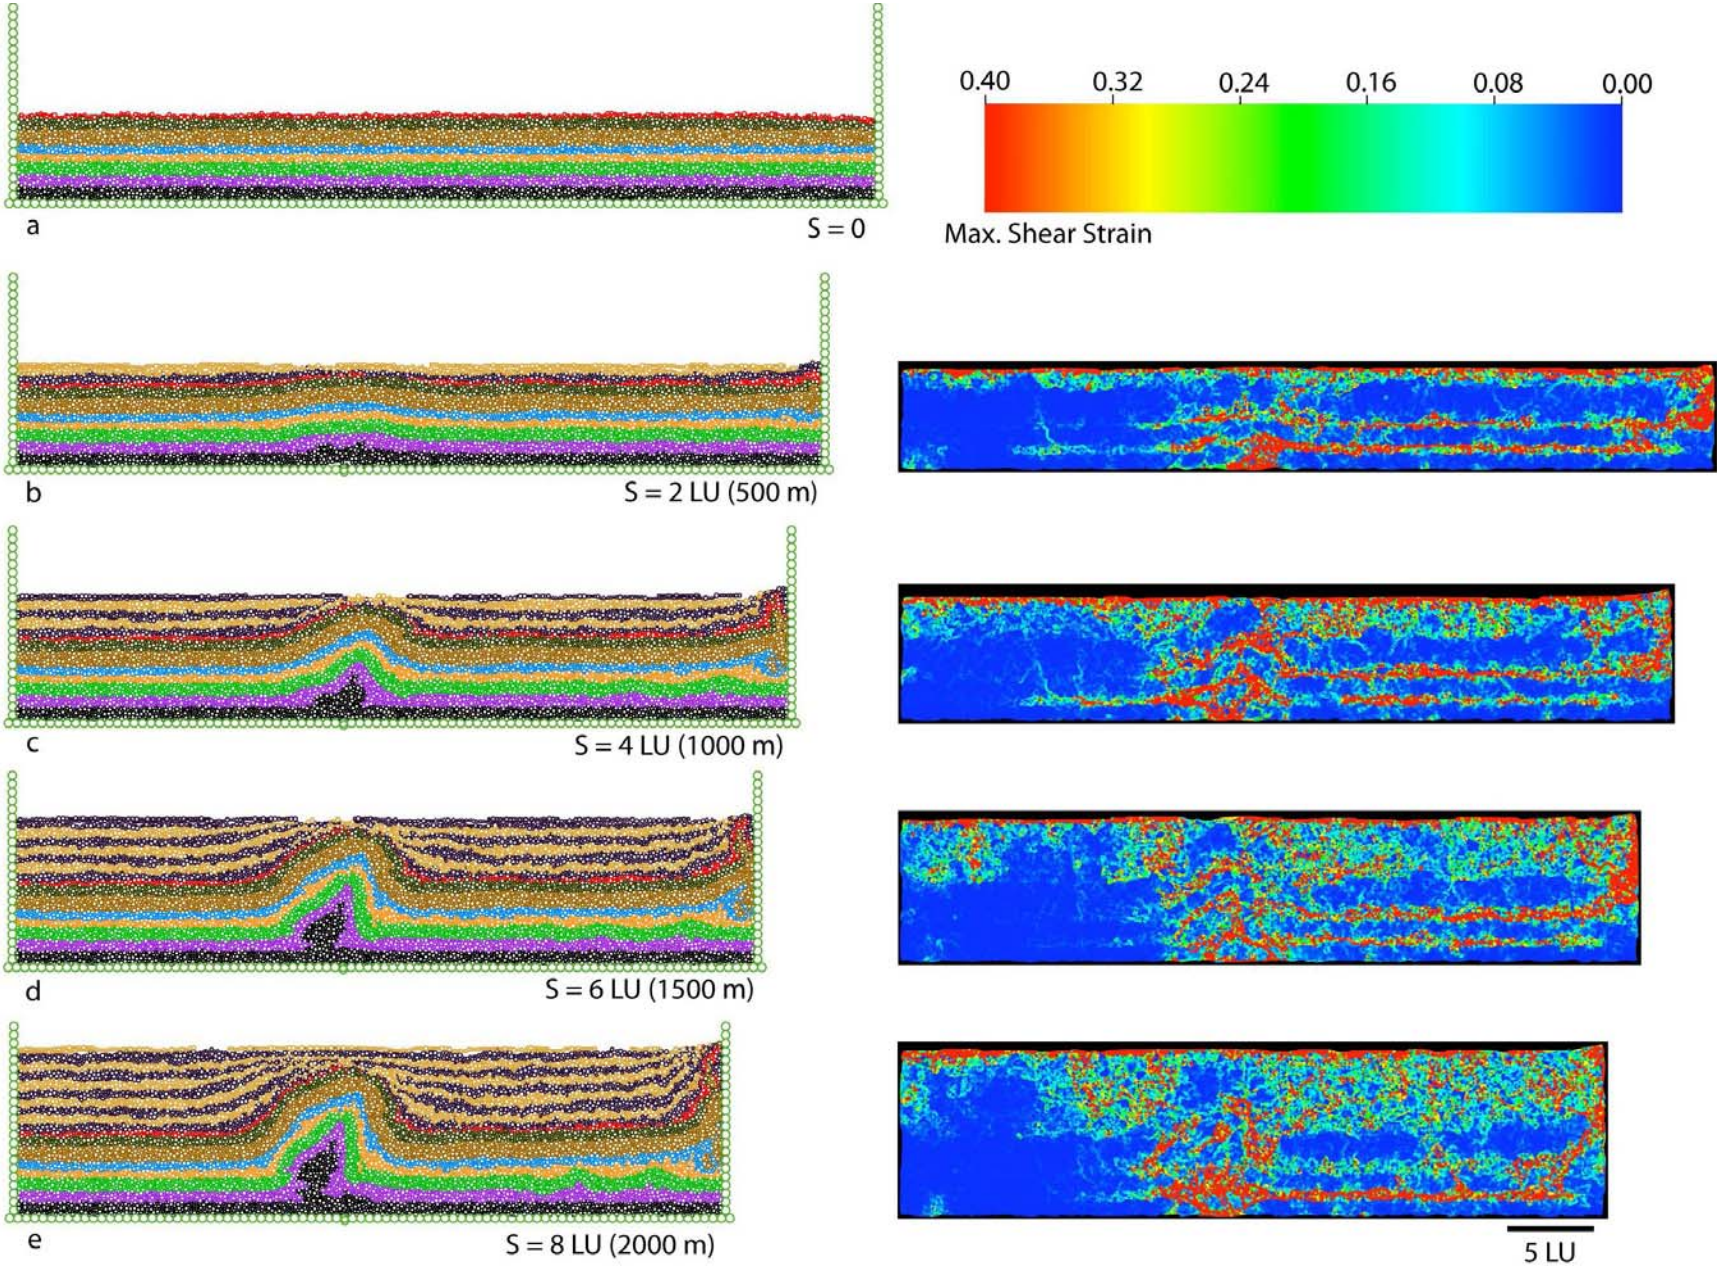 0.40 0.32 0.24 0.16 0.08 0.00
a S = 0
Max. Shear Strain
b S = 2 LU (500 m)
c S = 4 LU (1000 m)
d S = 6 LU (1500 m)
e S = 8 LU (2000 m)
5 LU